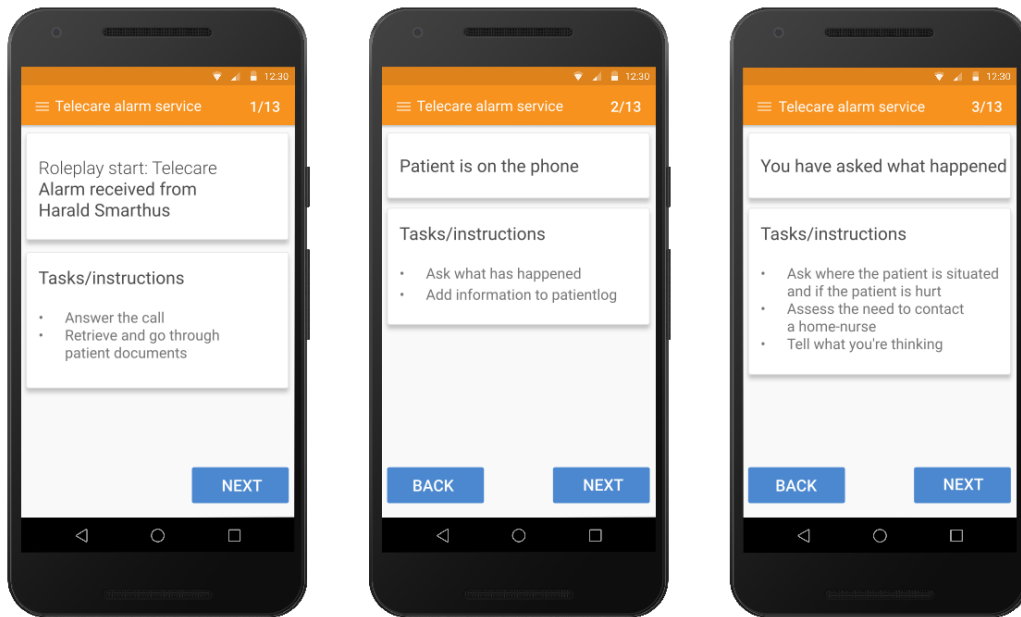 12:30
Telecare alarm service 1/13
Roleplay start: Telecare
Alarm received from
Harald Smarthus
Tasks/instructions
• Answer the call
• Retrieve and go through
patient documents
NEXT
12:30
Telecare alarm service 2/13
Patient is on the phone
Tasks/instructions
• Ask what has happened
• Add information to patientlog
BACK NEXT
12:30
Telecare alarm service 3/13
You have asked what happened
Tasks/instructions
• Ask where the patient is situated
and if the patient is hurt
• Assess the need to contact
a home-nurse
• Tell what you're thinking
BACK NEXT